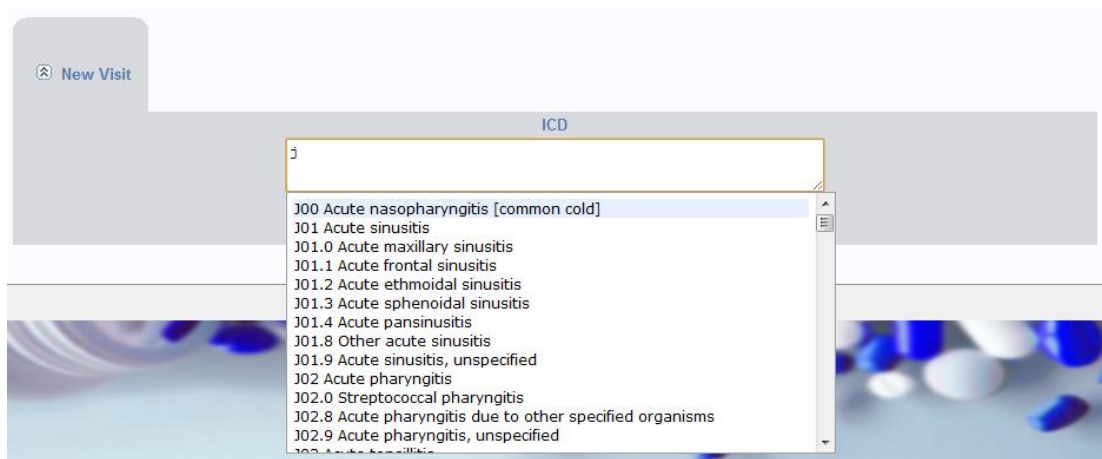 New Visit
ICD
j
J00 Acute nasopharyngitis [common cold]
J01 Acute sinusitis
J01.0 Acute maxillary sinusitis
J01.1 Acute frontal sinusitis
J01.2 Acute ethmoidal sinusitis
J01.3 Acute sphenoidal sinusitis
J01.4 Acute pansinusitis
J01.8 Other acute sinusitis
J01.9 Acute sinusitis, unspecified
J02 Acute pharyngitis
J02.0 Streptococcal pharyngitis
J02.8 Acute pharyngitis due to other specified organisms
J02.9 Acute pharyngitis, unspecified
J03 Acute tonsillitis